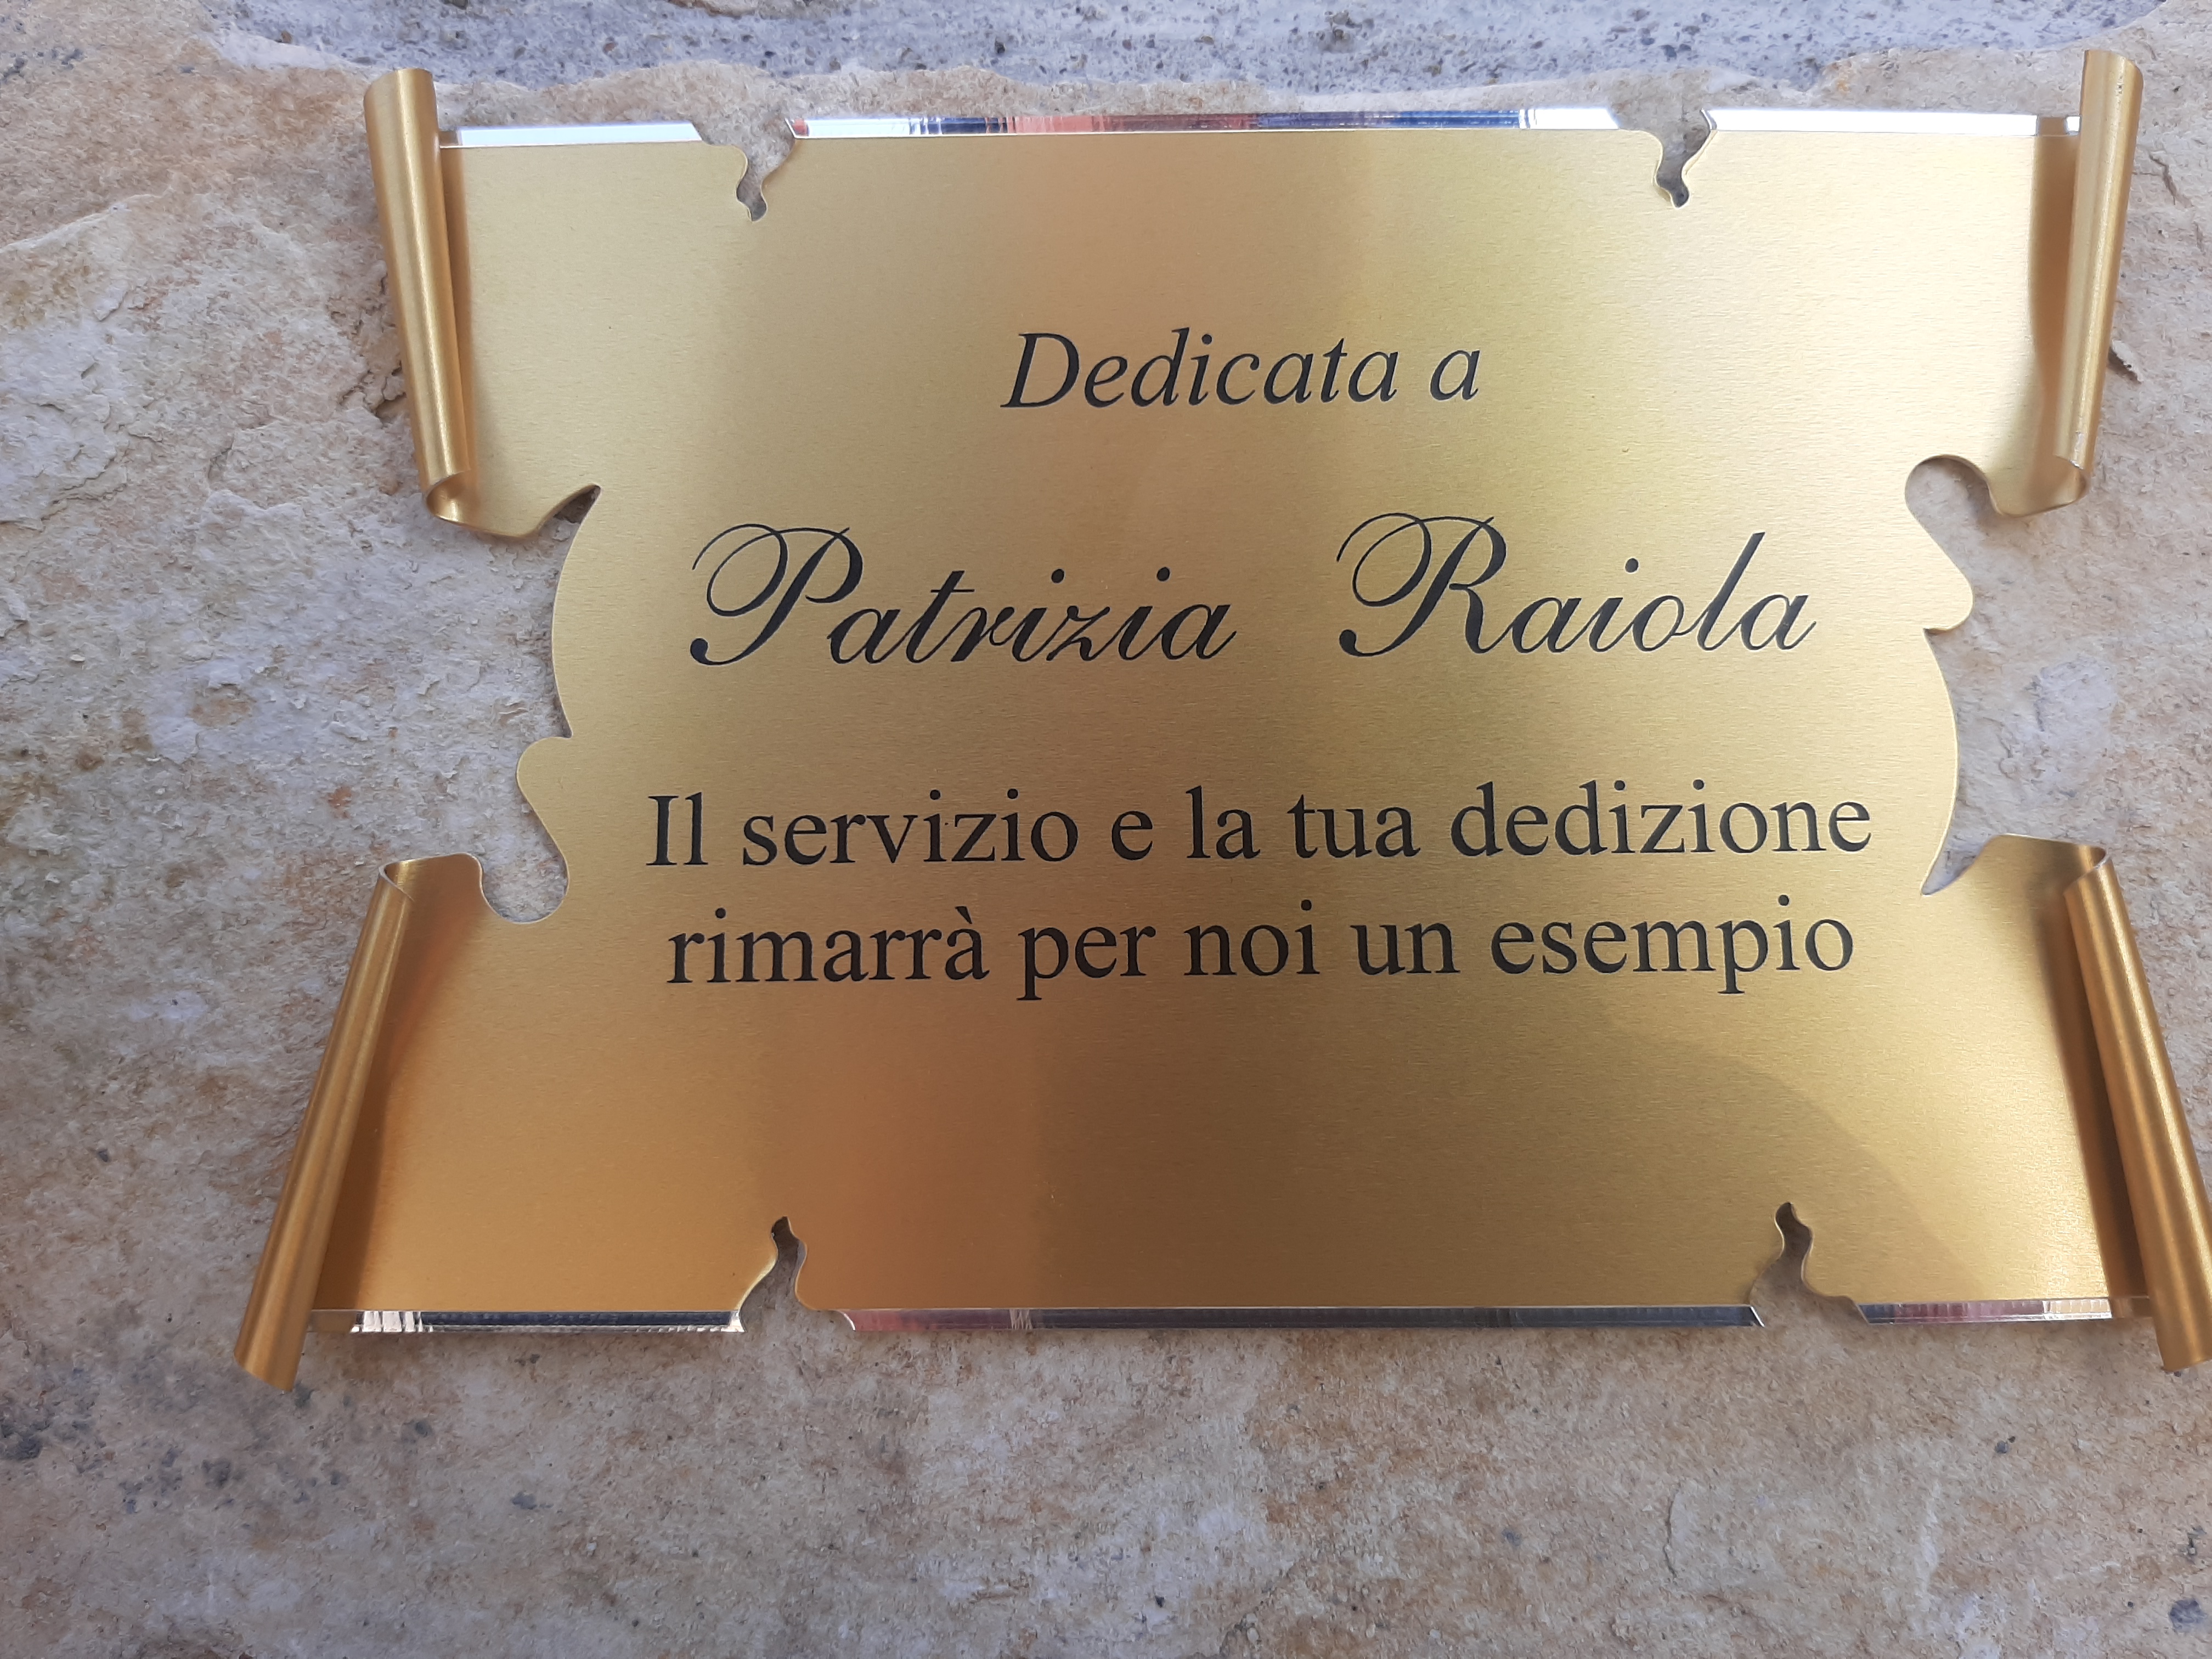 Dedicata a
Patrizia Raiola
Il servizio e la tua dedizione
rimarrà per noi un esempio